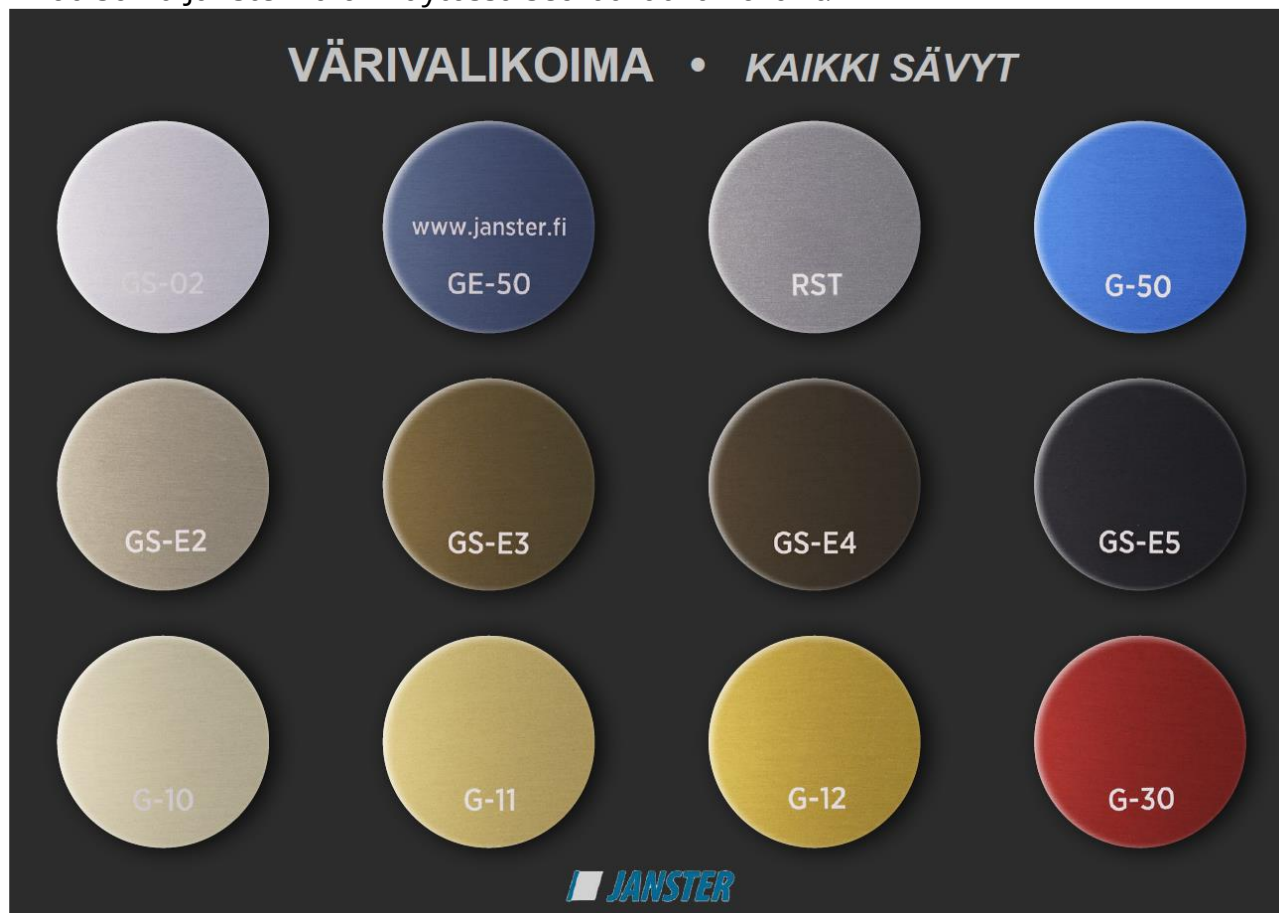 VÄRIVALIKOIMA • KAIKKI SÄVYT
www.janster.fi
GS-02 GE-50 RST G-50
GS-E2 GS-E3 GS-E4 GS-E5
G-10 G-11 G-12 G-30
JANSTER